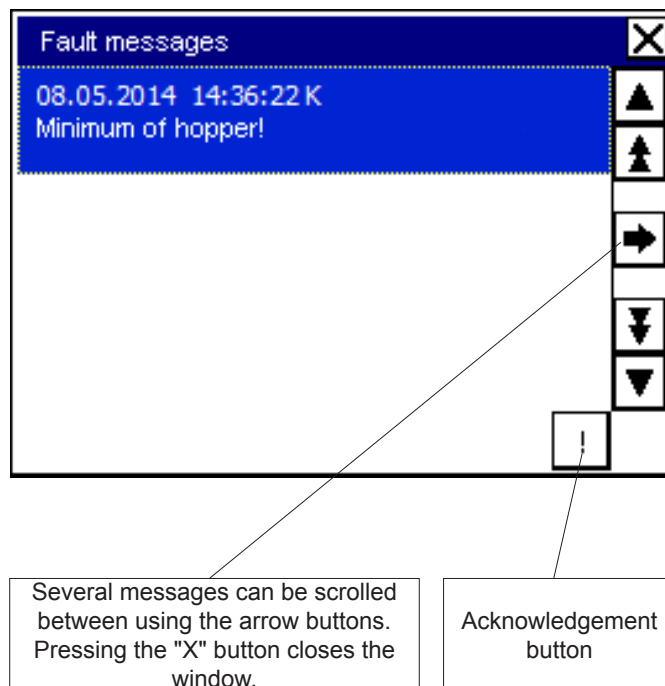 Fault messages
08.05.2014 14:36:22 K
Minimum of hopper!
!
Several messages can be scrolled
between using the arrow buttons.
Pressing the "X" button closes the
window.
Acknowledgement
button